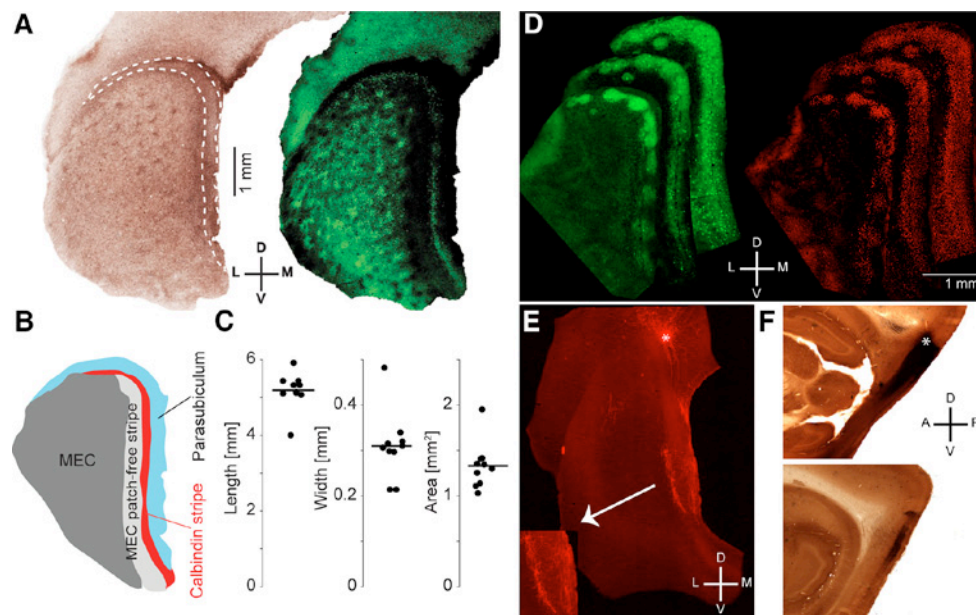 A
1 mm
D
L M
V
B
MEC
MEC patch-free stripe
Parasubiculum
Calbindin stripe
C
Length [mm]
6
4
2
0
Width [mm]
0.4
0.2
0
Area [mm²]
2
1
0
D
D
L M
V
1 mm
E
*
D
L M
V
F
*
D
A P
V